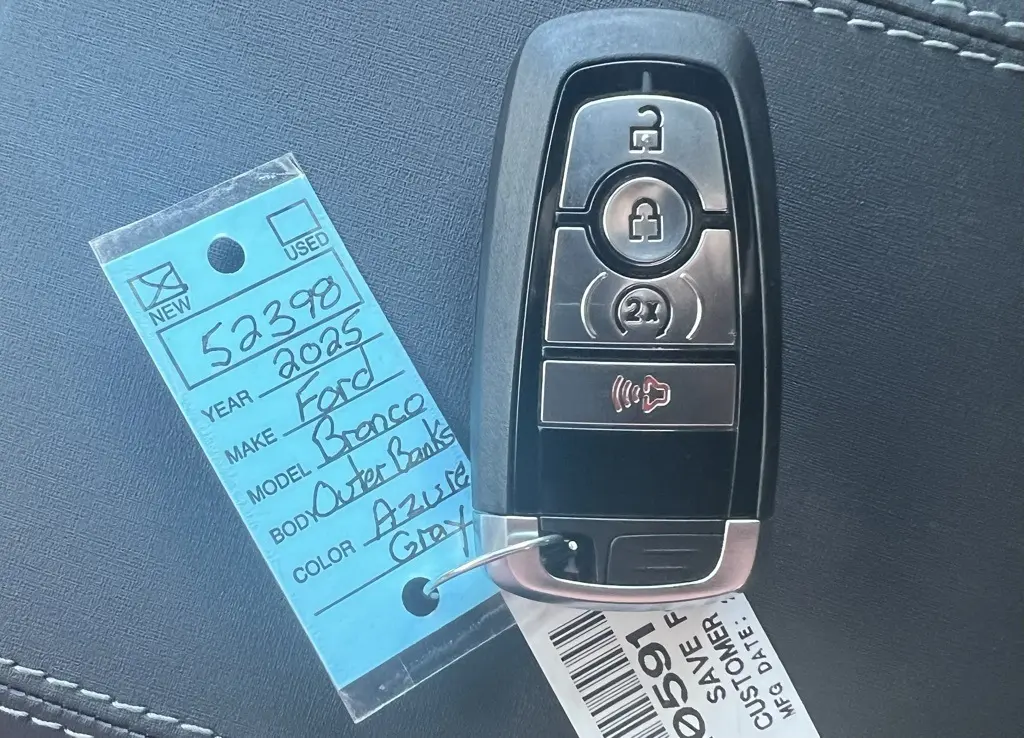 USED
NEW
52398
YEAR 2025
MAKE Ford
MODEL Bronco
BODY Outer Banks
COLOR Azure
Gray
2x
0591
SAVE
CUSTOMER
MFG DATE: